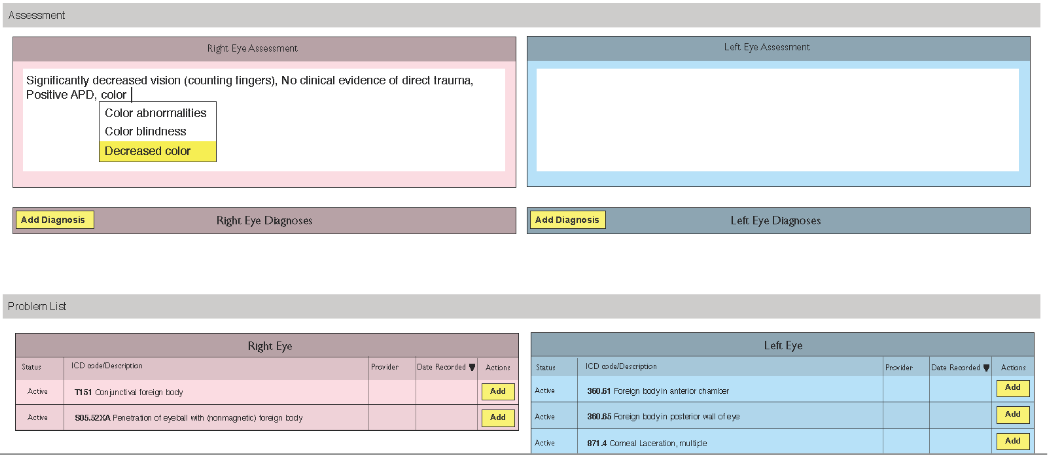 Assessment
Right Eye Assessment
Significantly decreased vision (counting fingers), No clinical evidence of direct trauma,
Positive APD, color
Color abnormalities
Color blindness
Decreased color
Left Eye Assessment
Add Diagnosis Right Eye Diagnoses
Add Diagnosis Left Eye Diagnoses
Problem List
Right Eye
Status ICD code/Description Provider Date Recorded ▼ Actions
Active T151 Conjunctival foreign body Add
Active S05.52XA Penetration of eyeball with (nonmagnetic) foreign body Add
Left Eye
Status ICD code/Description Provider Date Recorded ▼ Actions
Active 360.61 Foreign body in anterior chamber Add
Active 360.65 Foreign body in posterior wall of eye Add
Active 871.4 Corneal Laceration, multiple Add